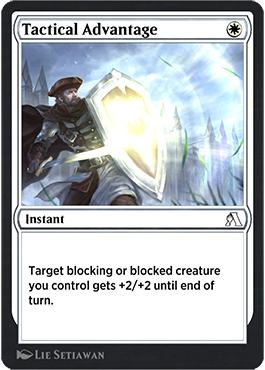 Tactical Advantage
Instant
Target blocking or blocked creature
you control gets +2/+2 until end of
turn.
Lie Setiawan